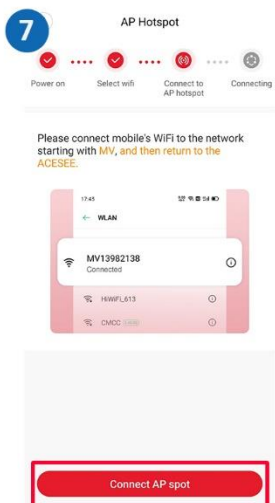 7
AP Hotspot
Power on
Select wifi
Connect to
AP hotspot
Connecting
Please connect mobile's WiFi to the network
starting with MV, and then return to the
ACESEE.
17:45
← WLAN
MV13982138
Connected
HiWiFi_613
CMCC
Connect AP spot